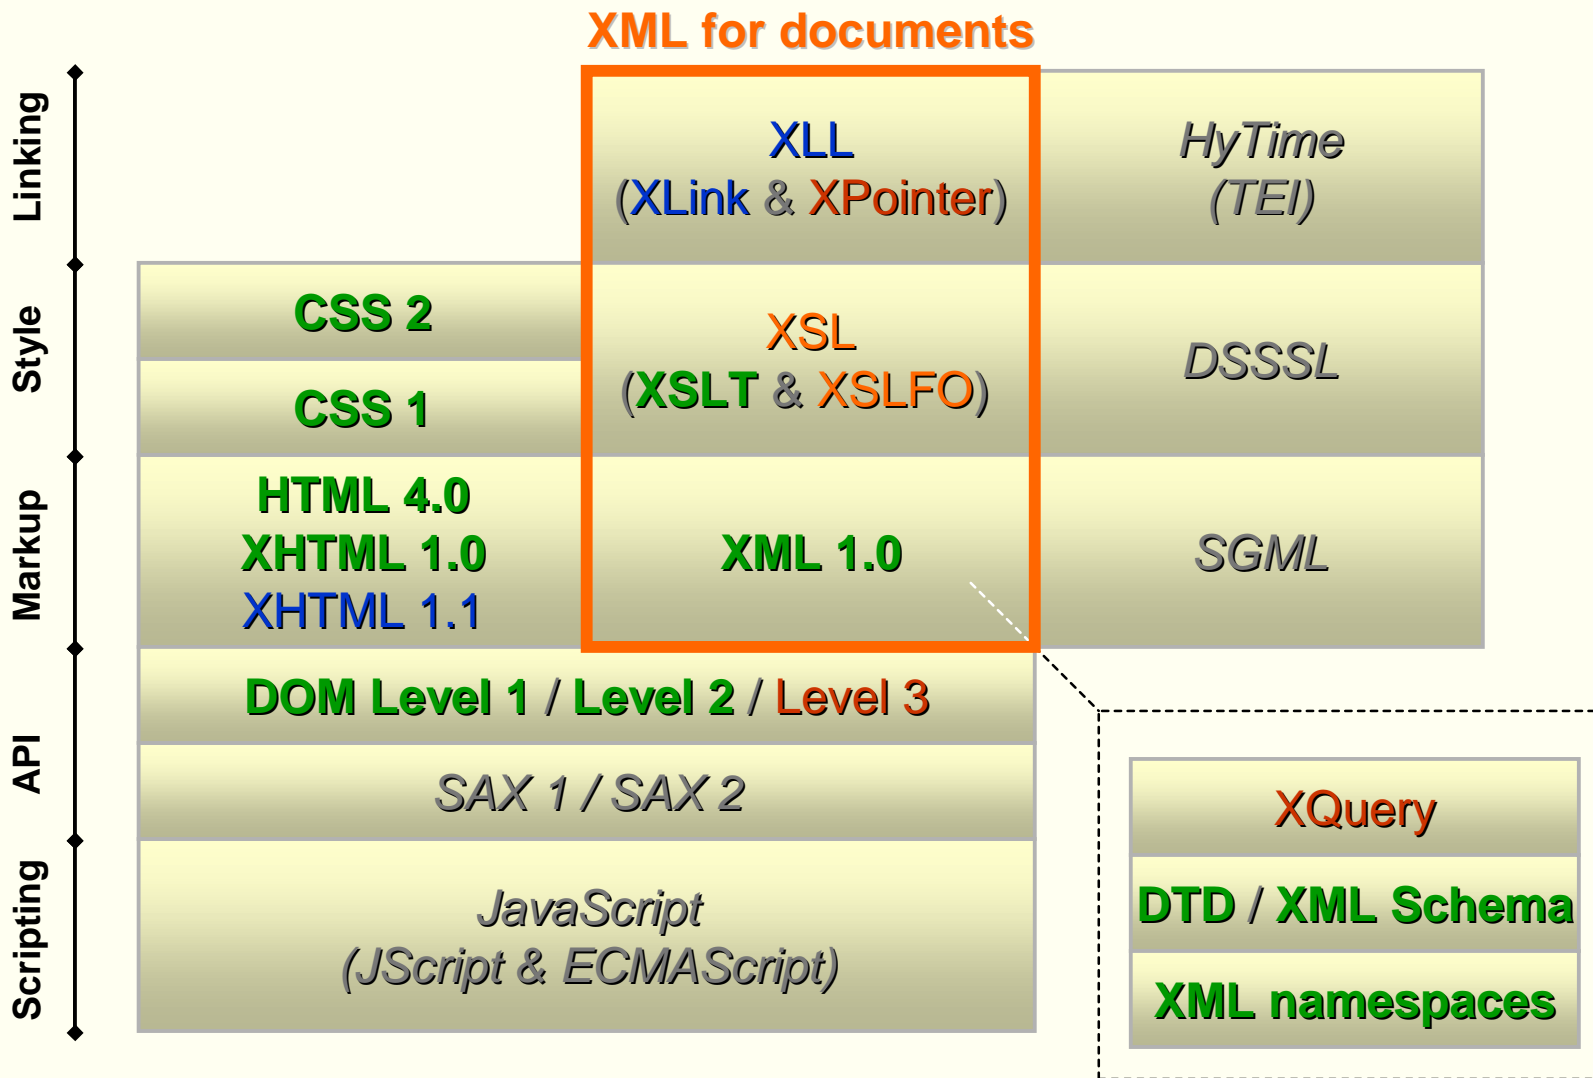 XML for documents
Linking
XLL
(XLink & XPointer)
HyTime
(TEI)
Style
CSS 2
CSS 1
XSL
(XSLT & XSLFO)
DSSSL
Markup
HTML 4.0
XHTML 1.0
XHTML 1.1
XML 1.0
SGML
API
DOM Level 1 / Level 2 / Level 3
SAX 1 / SAX 2
Scripting
JavaScript
(JScript & ECMAScript)
XQuery
DTD / XML Schema
XML namespaces